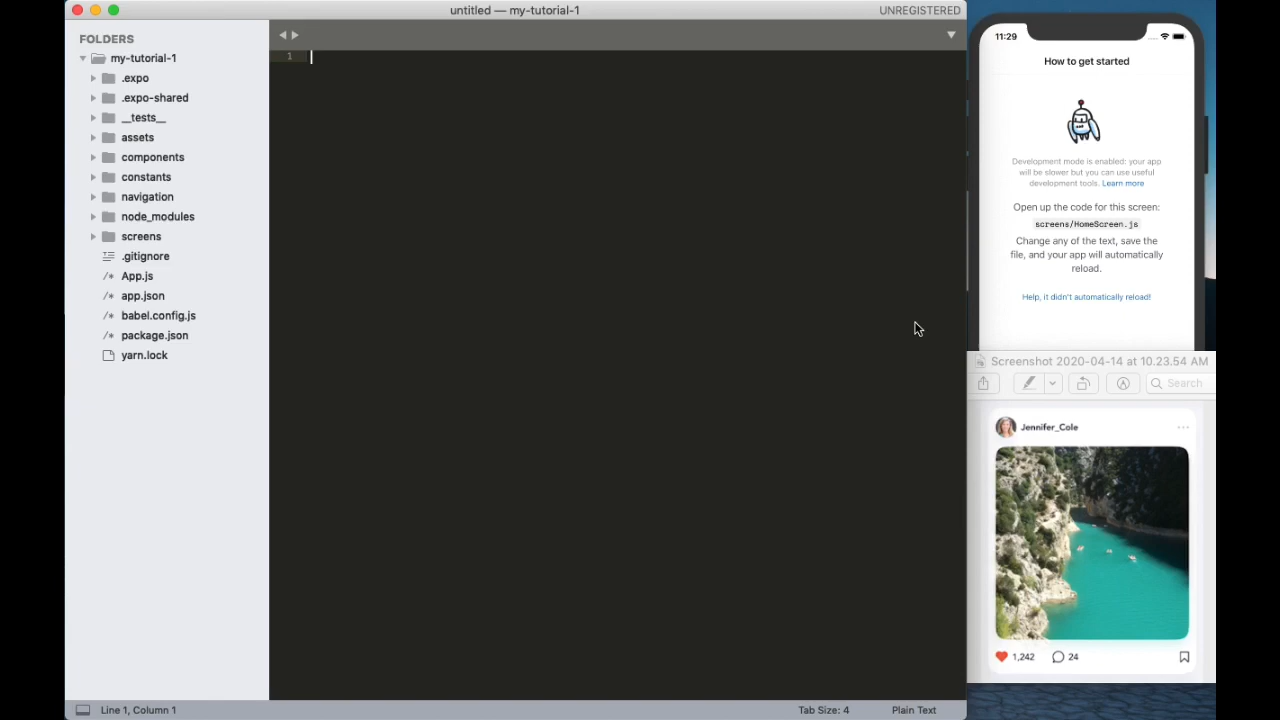 untitled — my-tutorial-1
UNREGISTERED
FOLDERS
my-tutorial-1
.expo
.expo-shared
__tests__
assets
components
constants
navigation
node_modules
screens
.gitignore
App.js
app.json
babel.config.js
package.json
yarn.lock
1
Line 1, Column 1
Tab Size: 4
Plain Text
11:29
How to get started
Development mode is enabled: your app
will be slower but you can use useful
development tools. Learn more
Open up the code for this screen:
screens/HomeScreen.js
Change any of the text, save the
file, and your app will automatically
reload.
Help, it didn't automatically reload!
Screenshot 2020-04-14 at 10.23.54 AM
Search
Jennifer_Cole
1,242
24